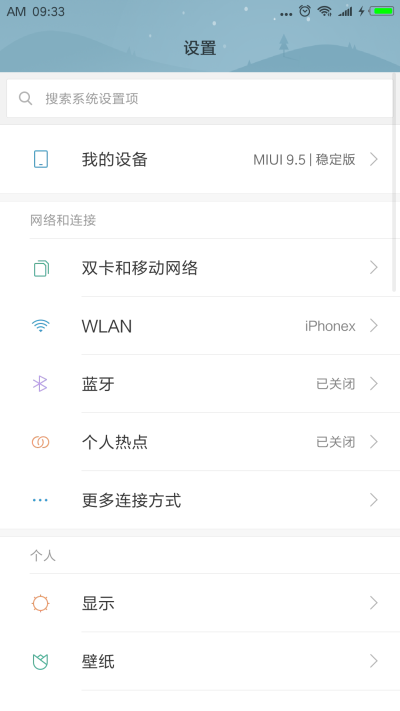 AM 09:33
设置
搜索系统设置项
我的设备 MIUI 9.5 | 稳定版
网络和连接
双卡和移动网络
WLAN iPhonex
蓝牙 已关闭
个人热点 已关闭
更多连接方式
个人
显示
壁纸